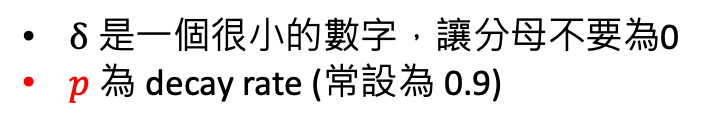 • δ 是一個很小的數字，讓分母不要為0
• p 為 decay rate (常設為 0.9)